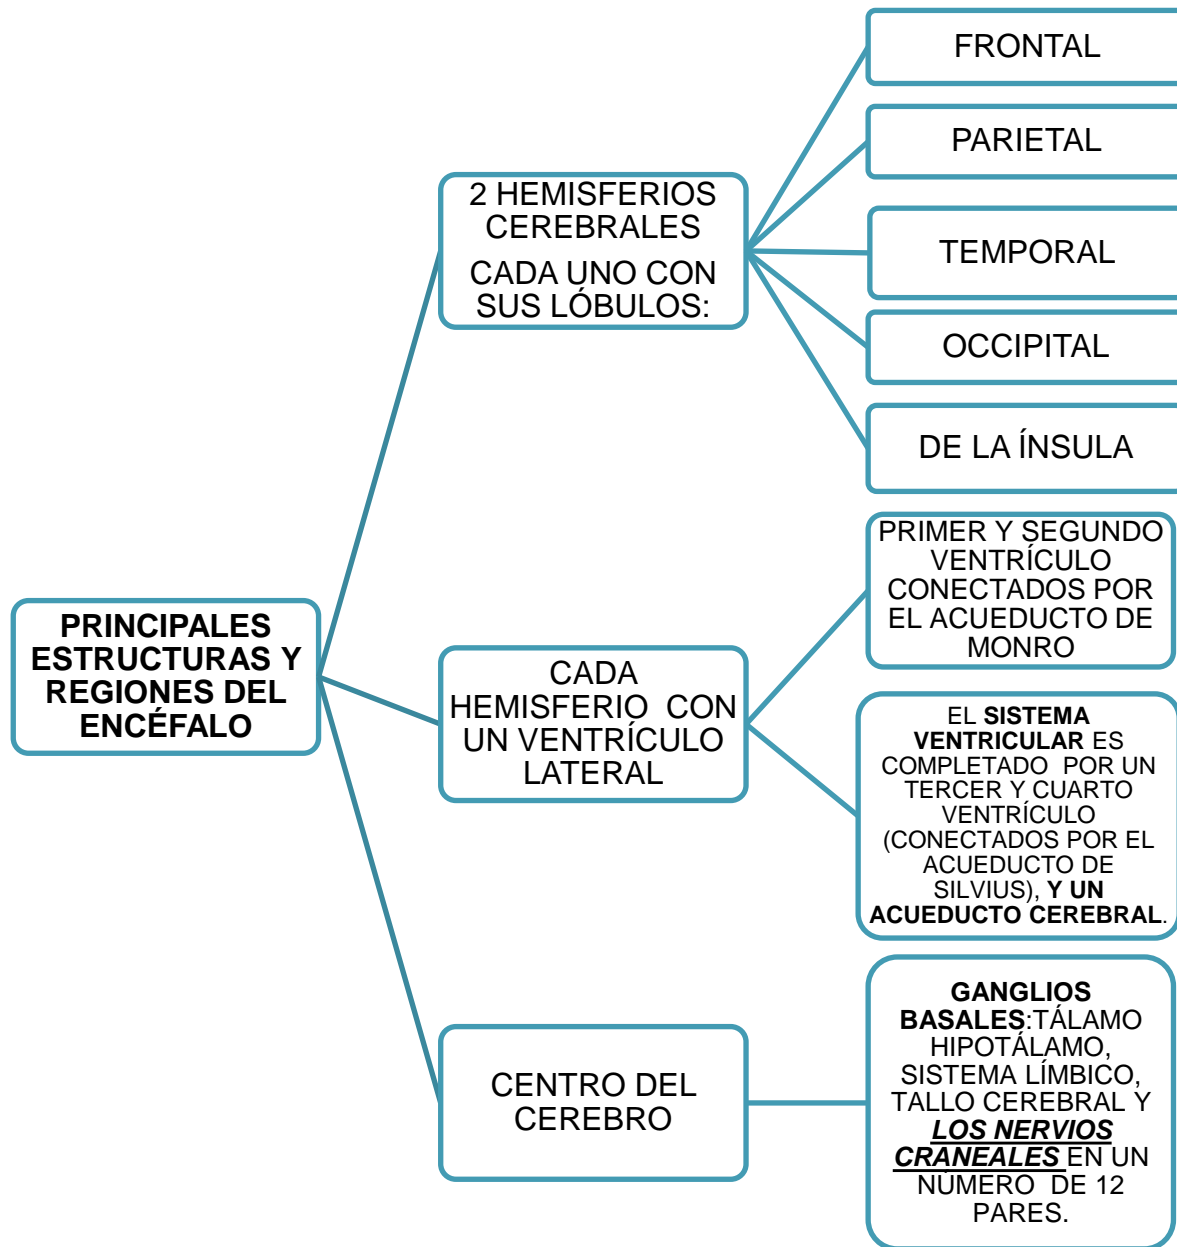 FRONTAL
PARIETAL
2 HEMISFERIOS
CEREBRALES
CADA UNO CON
SUS LÓBULOS:
TEMPORAL
OCCIPITAL
DE LA ÍNSULA
PRINCIPALES
ESTRUCTURAS Y
REGIONES DEL
ENCÉFALO
CADA
HEMISFERIO CON
UN VENTRÍCULO
LATERAL
PRIMER Y SEGUNDO
VENTRÍCULO
CONECTADOS POR
EL ACUEDUCTO DE
MONRO
EL SISTEMA
VENTRICULAR ES
COMPLETADO POR UN
TERCER Y CUARTO
VENTRÍCULO
(CONECTADOS POR EL
ACUEDUCTO DE
SILVIUS), Y UN
ACUEDUCTO CEREBRAL.
CENTRO DEL
CEREBRO
GANGLIOS
BASALES:TÁLAMO
HIPOTÁLAMO,
SISTEMA LÍMBICO,
TALLO CEREBRAL Y
LOS NERVIOS
CRANEALES EN UN
NÚMERO DE 12
PARES.